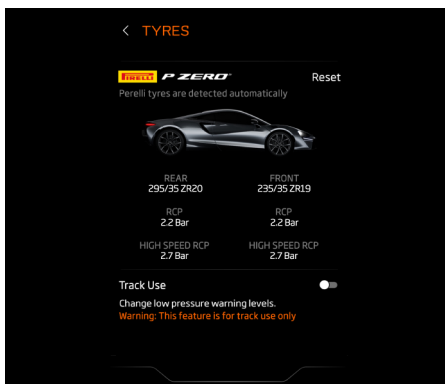 < TYRES
PIRELLI P ZERO™ Reset
Perelli tyres are detected automatically
REAR FRONT
295/35 ZR20 235/35 ZR19
RCP RCP
2.2 Bar 2.2 Bar
HIGH SPEED RCP HIGH SPEED RCP
2.7 Bar 2.7 Bar
Track Use
Change low pressure warning levels.
Warning: This feature is for track use only